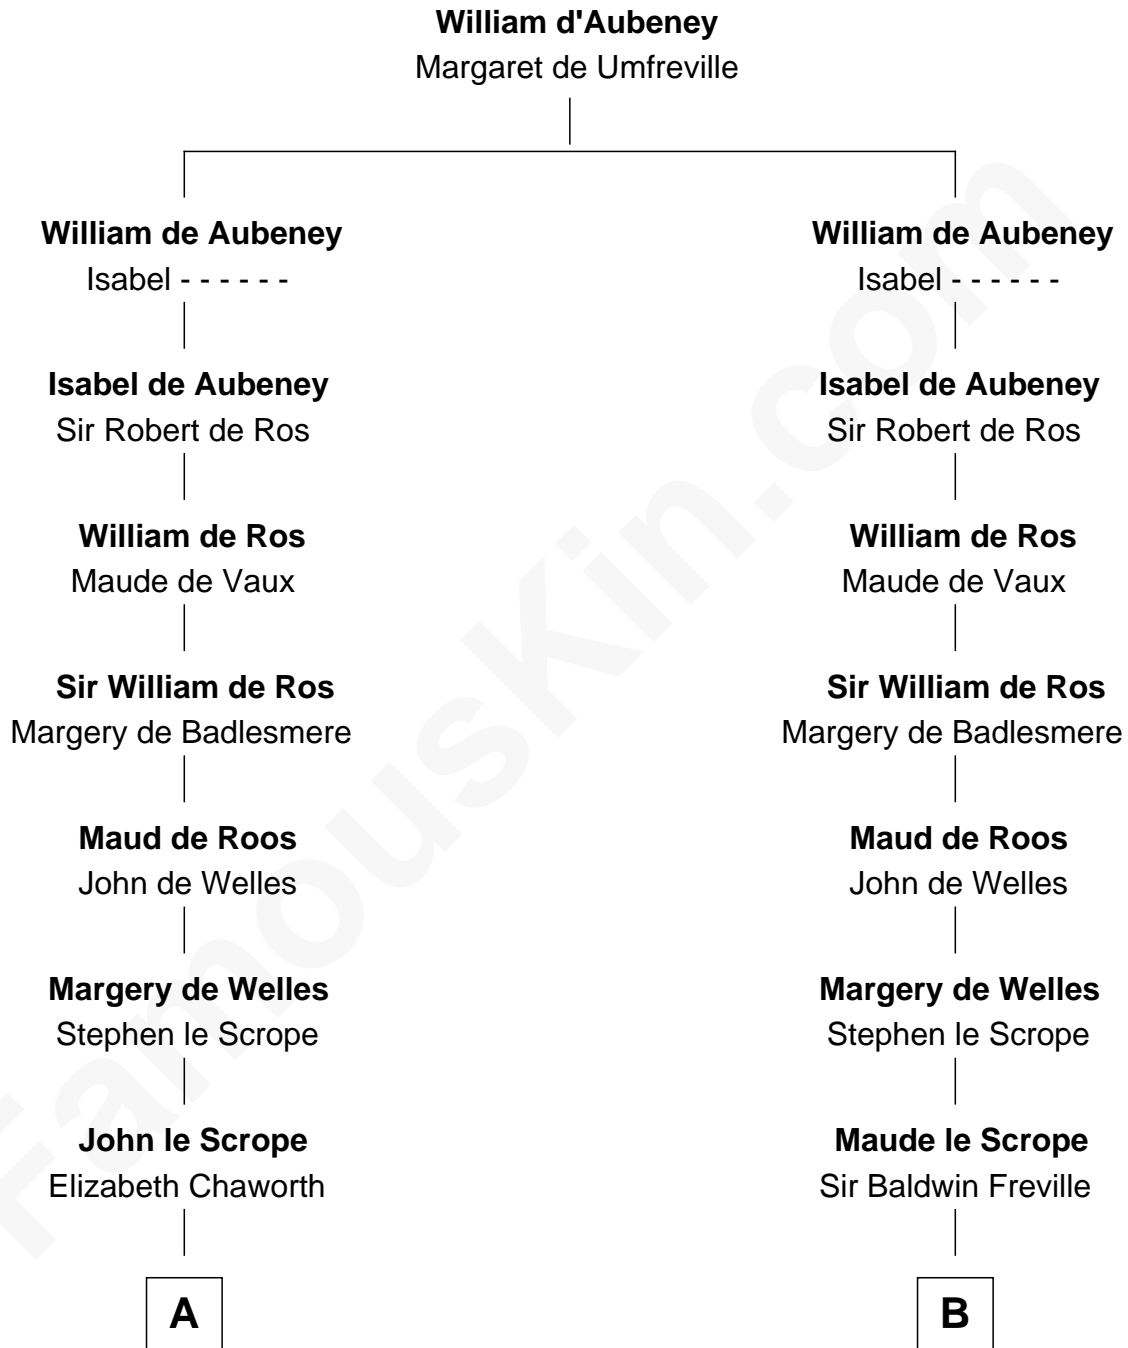 William d'Aubeney
Margaret de Umfreville
William de Aubeney
Isabel - - - - - -
William de Aubeney
Isabel - - - - - -
Isabel de Aubeney
Sir Robert de Ros
Isabel de Aubeney
Sir Robert de Ros
William de Ros
Maude de Vaux
William de Ros
Maude de Vaux
Sir William de Ros
Margery de Badlesmere
Sir William de Ros
Margery de Badlesmere
Maud de Roos
John de Welles
Maud de Roos
John de Welles
Margery de Welles
Stephen le Scrope
Margery de Welles
Stephen le Scrope
John le Scrope
Elizabeth Chaworth
Maude le Scrope
Sir Baldwin Freville
A
B
FamousKin.com